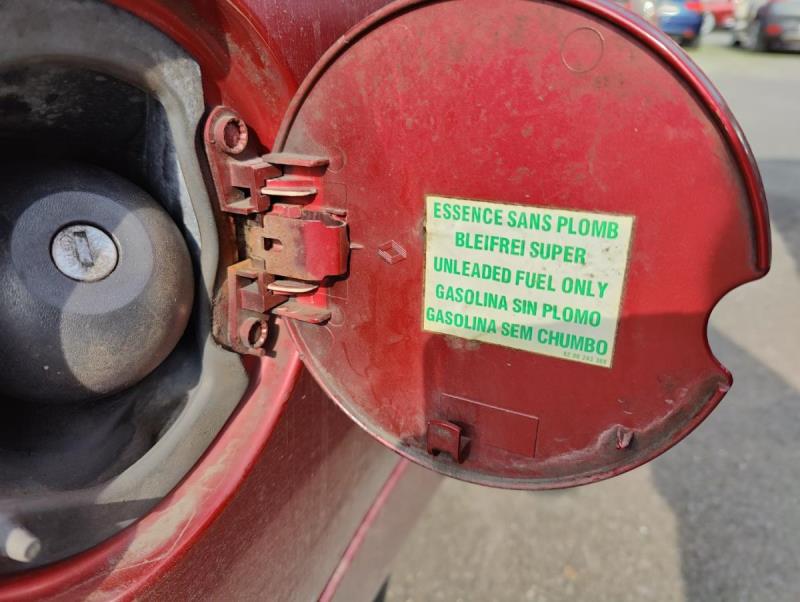 ESSENCE SANS PLOMB
BLEIFREI SUPER
UNLEADED FUEL ONLY
GASOLINA SIN PLOMO
GASOLINA SEM CHUMBO